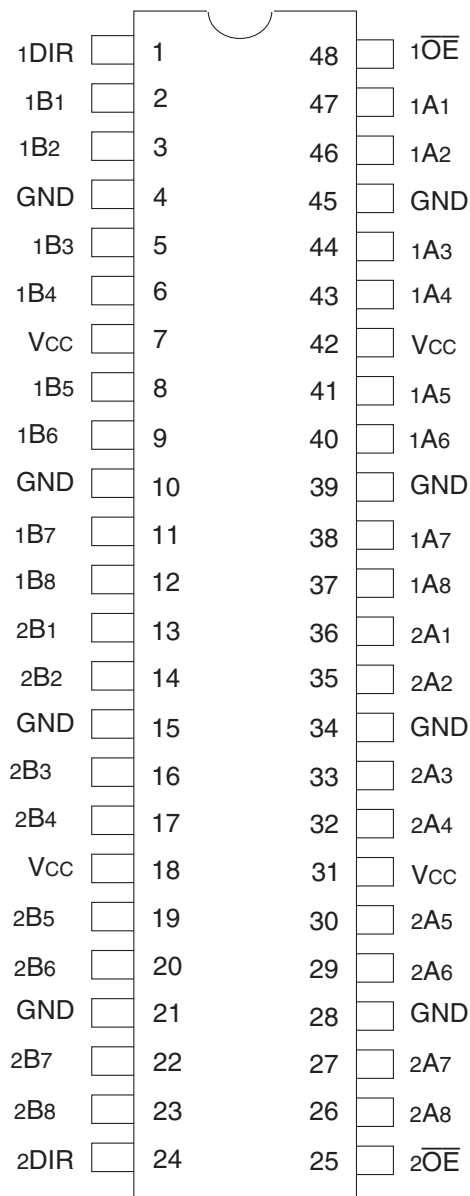 1DIR 1 48 1O̅E̅
1B1 2 47 1A1
1B2 3 46 1A2
GND 4 45 GND
1B3 5 44 1A3
1B4 6 43 1A4
VCC 7 42 VCC
1B5 8 41 1A5
1B6 9 40 1A6
GND 10 39 GND
1B7 11 38 1A7
1B8 12 37 1A8
2B1 13 36 2A1
2B2 14 35 2A2
GND 15 34 GND
2B3 16 33 2A3
2B4 17 32 2A4
VCC 18 31 VCC
2B5 19 30 2A5
2B6 20 29 2A6
GND 21 28 GND
2B7 22 27 2A7
2B8 23 26 2A8
2DIR 24 25 2O̅E̅